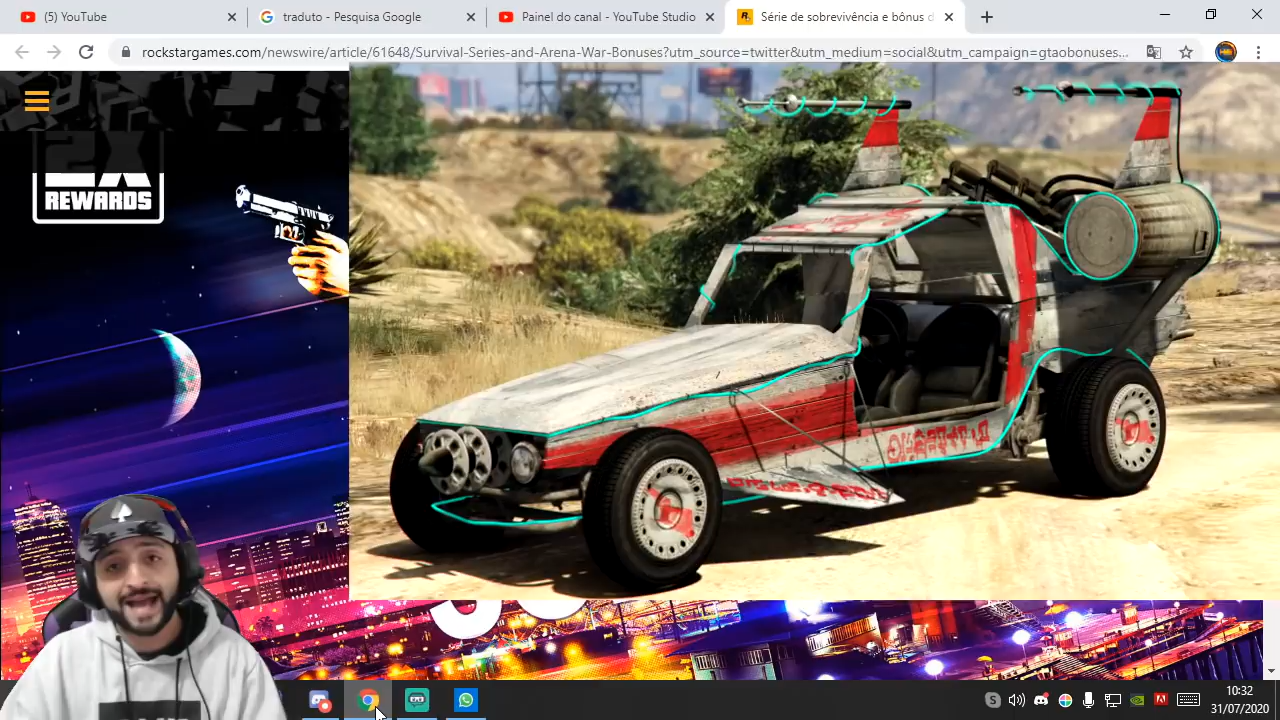 (5) YouTube
traduto - Pesquisa Google
Painel do canal - YouTube Studio
Série de sobrevivência e bônus d
rockstargames.com/newswire/article/61648/Survival-Series-and-Arena-War-Bonuses?utm_source=twitter&utm_medium=social&utm_campaign=gtaobonuses...
2X
REWARDS
10:32
31/07/2020